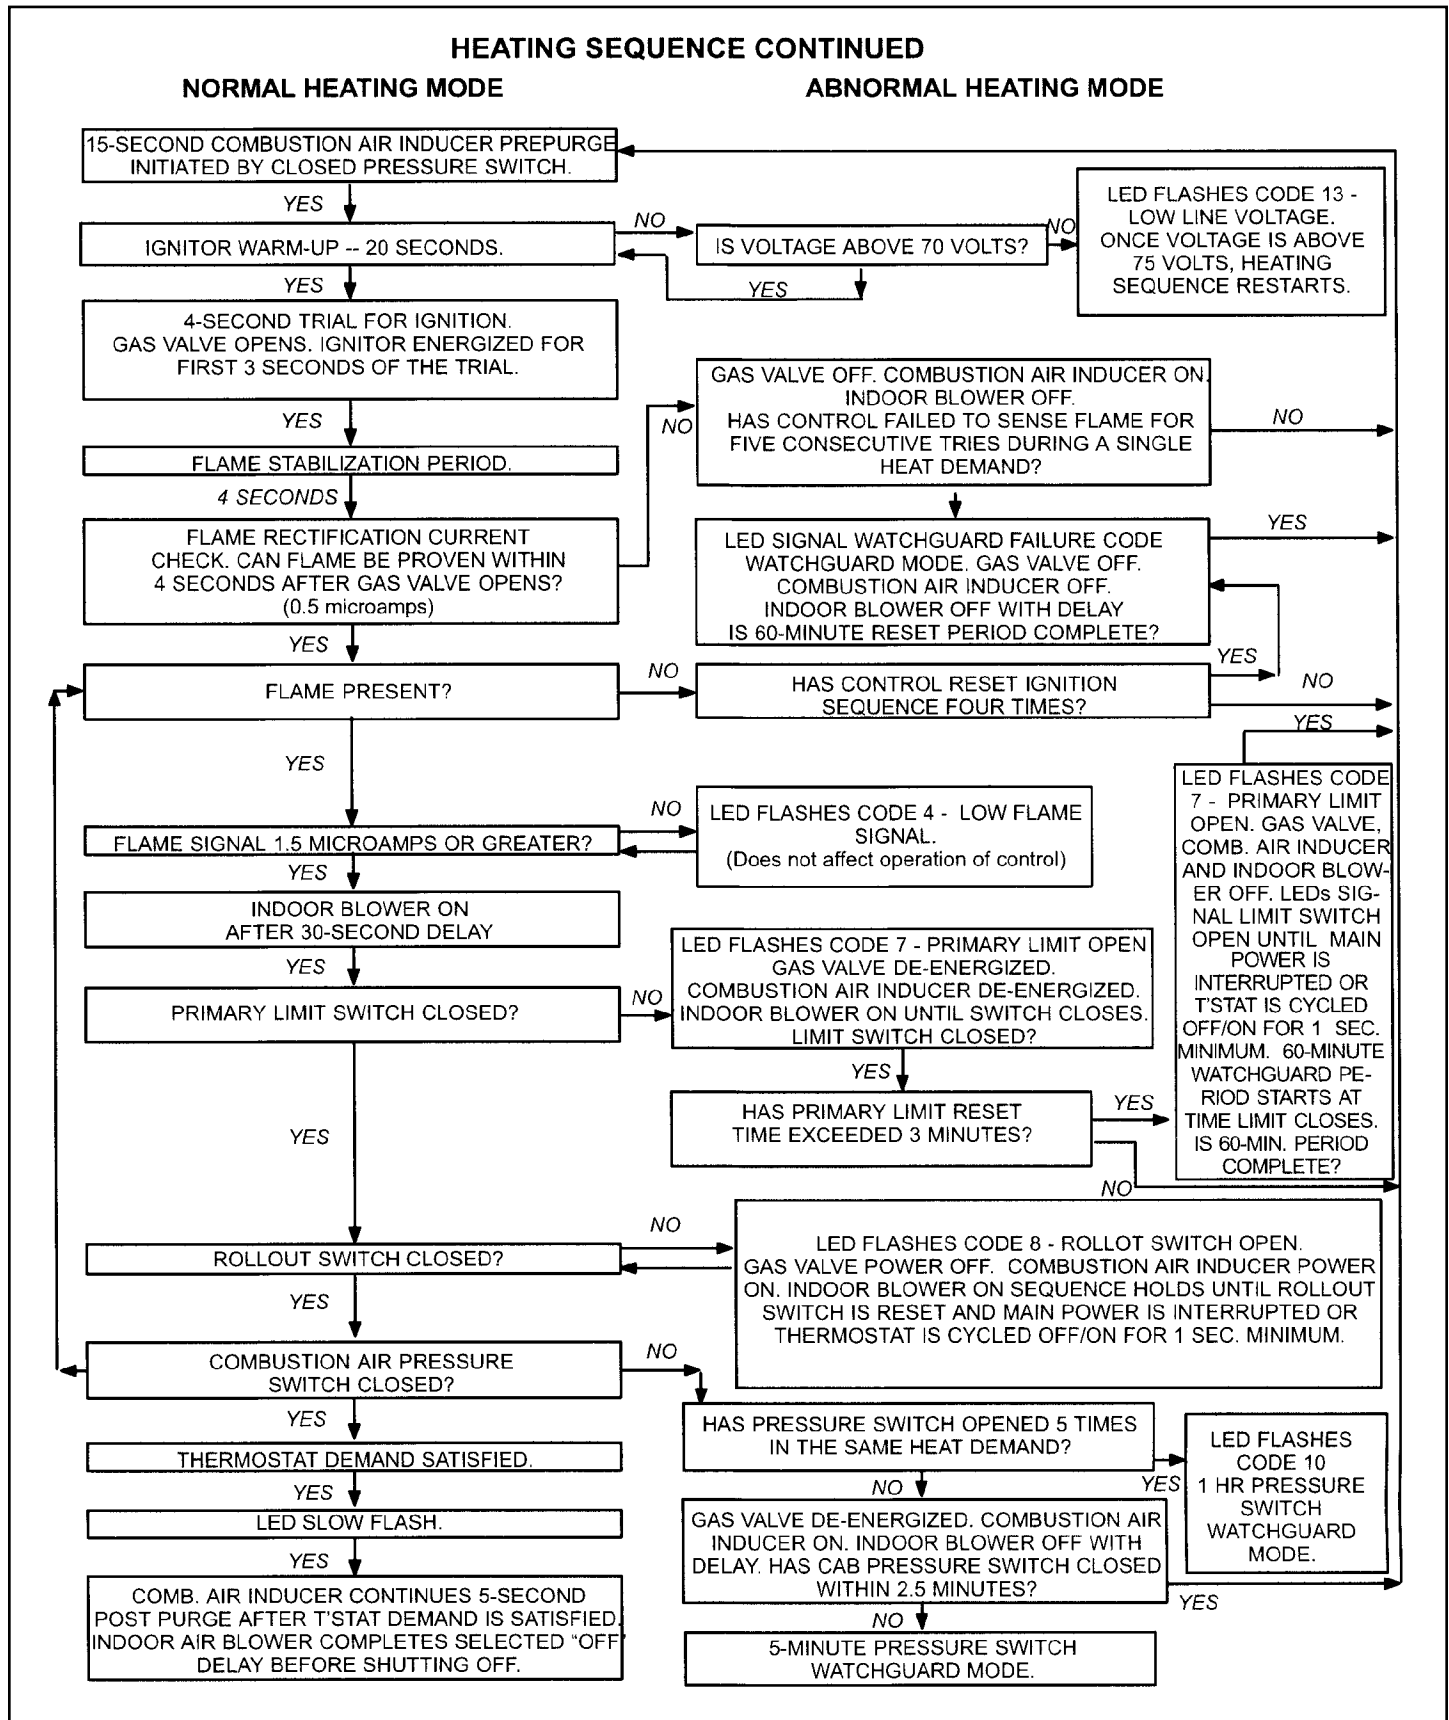 HEATING SEQUENCE CONTINUED
NORMAL HEATING MODE
ABNORMAL HEATING MODE
15-SECOND COMBUSTION AIR INDUCER PREPURGE
INITIATED BY CLOSED PRESSURE SWITCH.
YES
IGNITOR WARM-UP -- 20 SECONDS.
NO
IS VOLTAGE ABOVE 70 VOLTS?
NO
YES
LED FLASHES CODE 13 -
LOW LINE VOLTAGE.
ONCE VOLTAGE IS ABOVE
75 VOLTS, HEATING
SEQUENCE RESTARTS.
YES
4-SECOND TRIAL FOR IGNITION.
GAS VALVE OPENS. IGNITOR ENERGIZED FOR
FIRST 3 SECONDS OF THE TRIAL.
YES
FLAME STABILIZATION PERIOD.
4 SECONDS
FLAME RECTIFICATION CURRENT
CHECK. CAN FLAME BE PROVEN WITHIN
4 SECONDS AFTER GAS VALVE OPENS?
(0.5 microamps)
NO
GAS VALVE OFF. COMBUSTION AIR INDUCER ON.
INDOOR BLOWER OFF.
HAS CONTROL FAILED TO SENSE FLAME FOR
FIVE CONSECUTIVE TRIES DURING A SINGLE
HEAT DEMAND?
NO
LED SIGNAL WATCHGUARD FAILURE CODE
WATCHGUARD MODE. GAS VALVE OFF.
COMBUSTION AIR INDUCER OFF.
INDOOR BLOWER OFF WITH DELAY
IS 60-MINUTE RESET PERIOD COMPLETE?
YES
YES
FLAME PRESENT?
NO
HAS CONTROL RESET IGNITION
SEQUENCE FOUR TIMES?
YES
NO
YES
LED FLASHES CODE
7 - PRIMARY LIMIT
OPEN. GAS VALVE,
COMB. AIR INDUCER
AND INDOOR BLOW-
ER OFF. LEDs SIG-
NAL LIMIT SWITCH
OPEN UNTIL MAIN
POWER IS
INTERRUPTED OR
T'STAT IS CYCLED
OFF/ON FOR 1 SEC.
MINIMUM. 60-MINUTE
WATCHGUARD PE-
RIOD STARTS AT
TIME LIMIT CLOSES.
IS 60-MIN. PERIOD
COMPLETE?
YES
FLAME SIGNAL 1.5 MICROAMPS OR GREATER?
NO
LED FLASHES CODE 4 - LOW FLAME
SIGNAL.
(Does not affect operation of control)
YES
INDOOR BLOWER ON
AFTER 30-SECOND DELAY
YES
PRIMARY LIMIT SWITCH CLOSED?
NO
LED FLASHES CODE 7 - PRIMARY LIMIT OPEN
GAS VALVE DE-ENERGIZED.
COMBUSTION AIR INDUCER DE-ENERGIZED.
INDOOR BLOWER ON UNTIL SWITCH CLOSES.
LIMIT SWITCH CLOSED?
YES
HAS PRIMARY LIMIT RESET
TIME EXCEEDED 3 MINUTES?
YES
NO
YES
ROLLOUT SWITCH CLOSED?
NO
LED FLASHES CODE 8 - ROLLOT SWITCH OPEN.
GAS VALVE POWER OFF. COMBUSTION AIR INDUCER POWER
ON. INDOOR BLOWER ON SEQUENCE HOLDS UNTIL ROLLOUT
SWITCH IS RESET AND MAIN POWER IS INTERRUPTED OR
THERMOSTAT IS CYCLED OFF/ON FOR 1 SEC. MINIMUM.
YES
COMBUSTION AIR PRESSURE
SWITCH CLOSED?
NO
HAS PRESSURE SWITCH OPENED 5 TIMES
IN THE SAME HEAT DEMAND?
YES
LED FLASHES
CODE 10
1 HR PRESSURE
SWITCH
WATCHGUARD
MODE.
NO
GAS VALVE DE-ENERGIZED. COMBUSTION AIR
INDUCER ON. INDOOR BLOWER OFF WITH
DELAY. HAS CAB PRESSURE SWITCH CLOSED
WITHIN 2.5 MINUTES?
YES
NO
5-MINUTE PRESSURE SWITCH
WATCHGUARD MODE.
YES
THERMOSTAT DEMAND SATISFIED.
YES
LED SLOW FLASH.
YES
COMB. AIR INDUCER CONTINUES 5-SECOND
POST PURGE AFTER T'STAT DEMAND IS SATISFIED.
INDOOR AIR BLOWER COMPLETES SELECTED "OFF"
DELAY BEFORE SHUTTING OFF.